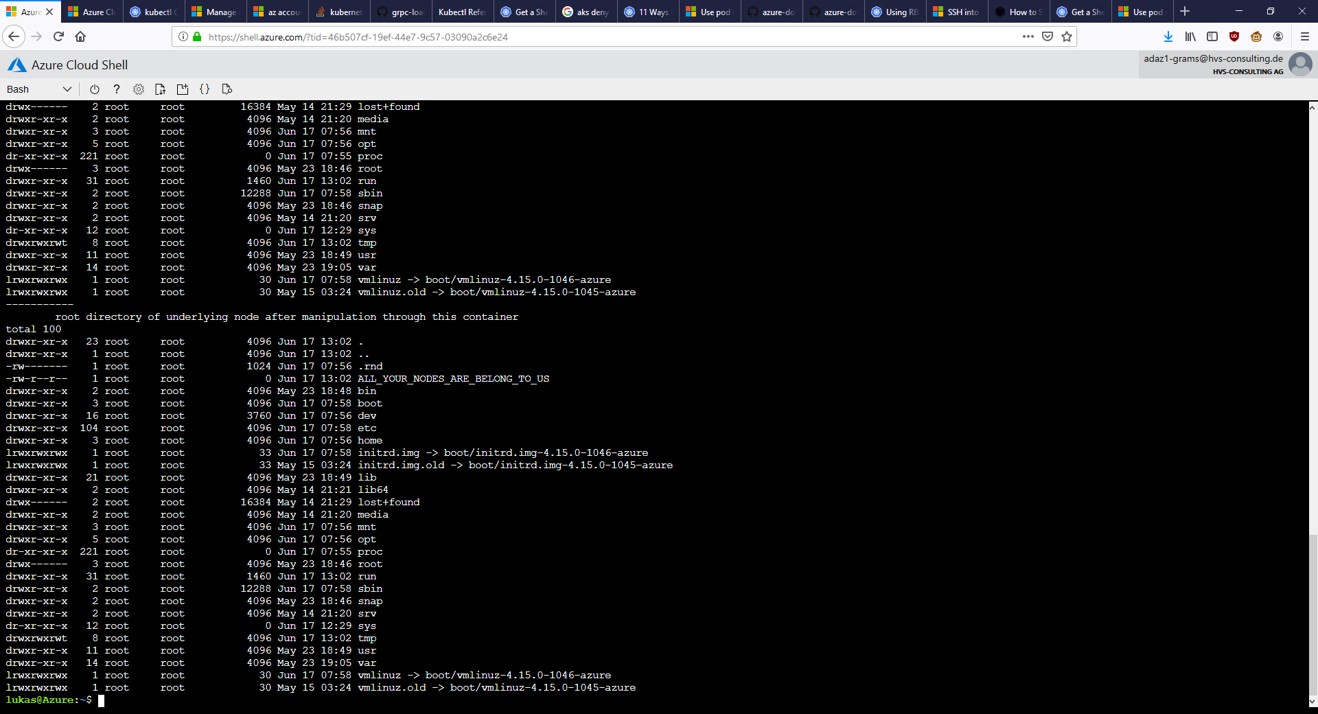 Azure
Azure Cl
kubectl C
Manage
az accou
kubernet
grpc-loa
Kubectl Refe
Get a She
aks deny
11 Ways
Use pod
azure-do
azure-do
Using RB
SSH into
How to S
Get a She
Use pod
https://shell.azure.com/?tid=46b507cf-19ef-44e7-9c57-03090a2c6e24
Azure Cloud Shell
adaz1-grams@hvs-consulting.de
HVS-CONSULTING AG
Bash
drwx------ 2 root root 16384 May 14 21:29 lost+found
drwxr-xr-x 2 root root 4096 May 14 21:20 media
drwxr-xr-x 3 root root 4096 Jun 17 07:56 mnt
drwxr-xr-x 5 root root 4096 Jun 17 07:56 opt
dr-xr-xr-x 221 root root 0 Jun 17 07:55 proc
drwx------ 3 root root 4096 May 23 18:46 root
drwxr-xr-x 31 root root 1460 Jun 17 13:02 run
drwxr-xr-x 2 root root 12288 Jun 17 07:58 sbin
drwxr-xr-x 2 root root 4096 May 23 18:46 snap
drwxr-xr-x 2 root root 4096 May 14 21:20 srv
dr-xr-xr-x 12 root root 0 Jun 17 12:29 sys
drwxrwxrwt 8 root root 4096 Jun 17 13:02 tmp
drwxr-xr-x 11 root root 4096 May 23 18:49 usr
drwxr-xr-x 14 root root 4096 May 23 19:05 var
lrwxrwxrwx 1 root root 30 Jun 17 07:58 vmlinuz -> boot/vmlinuz-4.15.0-1046-azure
lrwxrwxrwx 1 root root 30 May 15 03:24 vmlinuz.old -> boot/vmlinuz-4.15.0-1045-azure
-----------
root directory of underlying node after manipulation through this container
total 100
drwxr-xr-x 23 root root 4096 Jun 17 13:02 .
drwxr-xr-x 1 root root 4096 Jun 17 13:02 ..
-rw------- 1 root root 1024 Jun 17 07:56 .rnd
-rw-r--r-- 1 root root 0 Jun 17 13:02 ALL_YOUR_NODES_ARE_BELONG_TO_US
drwxr-xr-x 2 root root 4096 May 23 18:48 bin
drwxr-xr-x 3 root root 4096 Jun 17 07:58 boot
drwxr-xr-x 16 root root 3760 Jun 17 07:56 dev
drwxr-xr-x 104 root root 4096 Jun 17 07:58 etc
drwxr-xr-x 3 root root 4096 Jun 17 07:56 home
lrwxrwxrwx 1 root root 33 Jun 17 07:58 initrd.img -> boot/initrd.img-4.15.0-1046-azure
lrwxrwxrwx 1 root root 33 May 15 03:24 initrd.img.old -> boot/initrd.img-4.15.0-1045-azure
drwxr-xr-x 21 root root 4096 May 23 18:49 lib
drwxr-xr-x 2 root root 4096 May 14 21:21 lib64
drwx------ 2 root root 16384 May 14 21:29 lost+found
drwxr-xr-x 2 root root 4096 May 14 21:20 media
drwxr-xr-x 3 root root 4096 Jun 17 07:56 mnt
drwxr-xr-x 5 root root 4096 Jun 17 07:56 opt
dr-xr-xr-x 221 root root 0 Jun 17 07:55 proc
drwx------ 3 root root 4096 May 23 18:46 root
drwxr-xr-x 31 root root 1460 Jun 17 13:02 run
drwxr-xr-x 2 root root 12288 Jun 17 07:58 sbin
drwxr-xr-x 2 root root 4096 May 23 18:46 snap
drwxr-xr-x 2 root root 4096 May 14 21:20 srv
dr-xr-xr-x 12 root root 0 Jun 17 12:29 sys
drwxrwxrwt 8 root root 4096 Jun 17 13:02 tmp
drwxr-xr-x 11 root root 4096 May 23 18:49 usr
drwxr-xr-x 14 root root 4096 May 23 19:05 var
lrwxrwxrwx 1 root root 30 Jun 17 07:58 vmlinuz -> boot/vmlinuz-4.15.0-1046-azure
lrwxrwxrwx 1 root root 30 May 15 03:24 vmlinuz.old -> boot/vmlinuz-4.15.0-1045-azure
lukas@Azure:~$